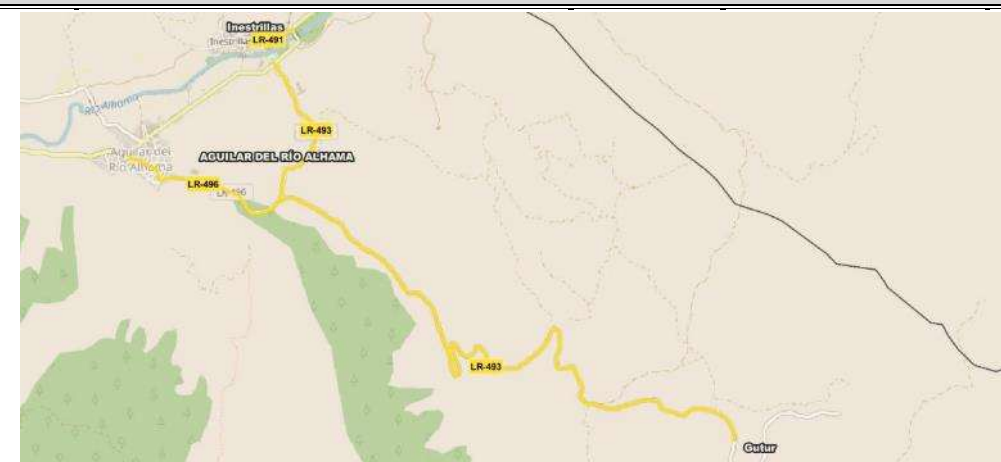 Inestrillas
Inestrilla
LR-491
Río Alhama
LR-493
Aguilar del
Río Alhama
AGUILAR DEL RÍO ALHAMA
LR-496
LR-496
LR-493
Gutur